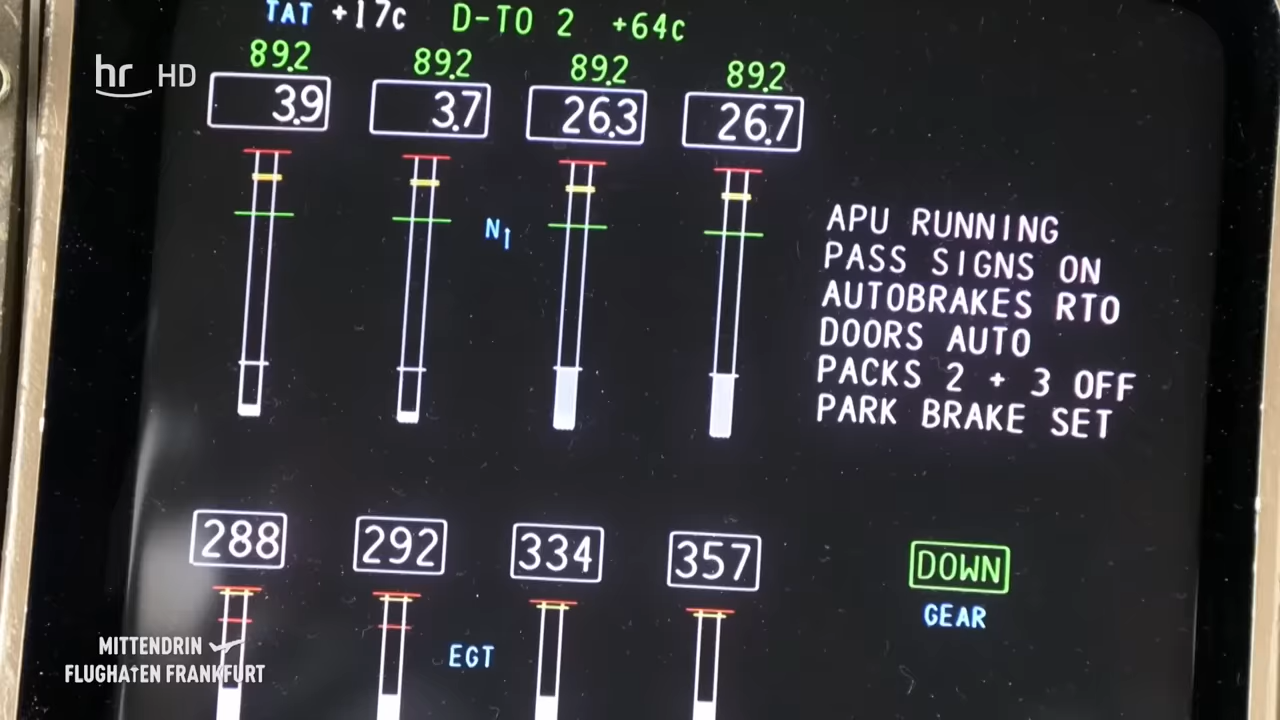 TAT +17c D-TO 2 +64c
89.2 89.2 89.2 89.2
3.9 3.7 26.3 26.7
N1
APU RUNNING
PASS SIGNS ON
AUTOBRAKES RTO
DOORS AUTO
PACKS 2 + 3 OFF
PARK BRAKE SET
288 292 334 357
DOWN
GEAR
EGT
hr HD
MITTENDRIN
FLUGHAFEN FRANKFURT